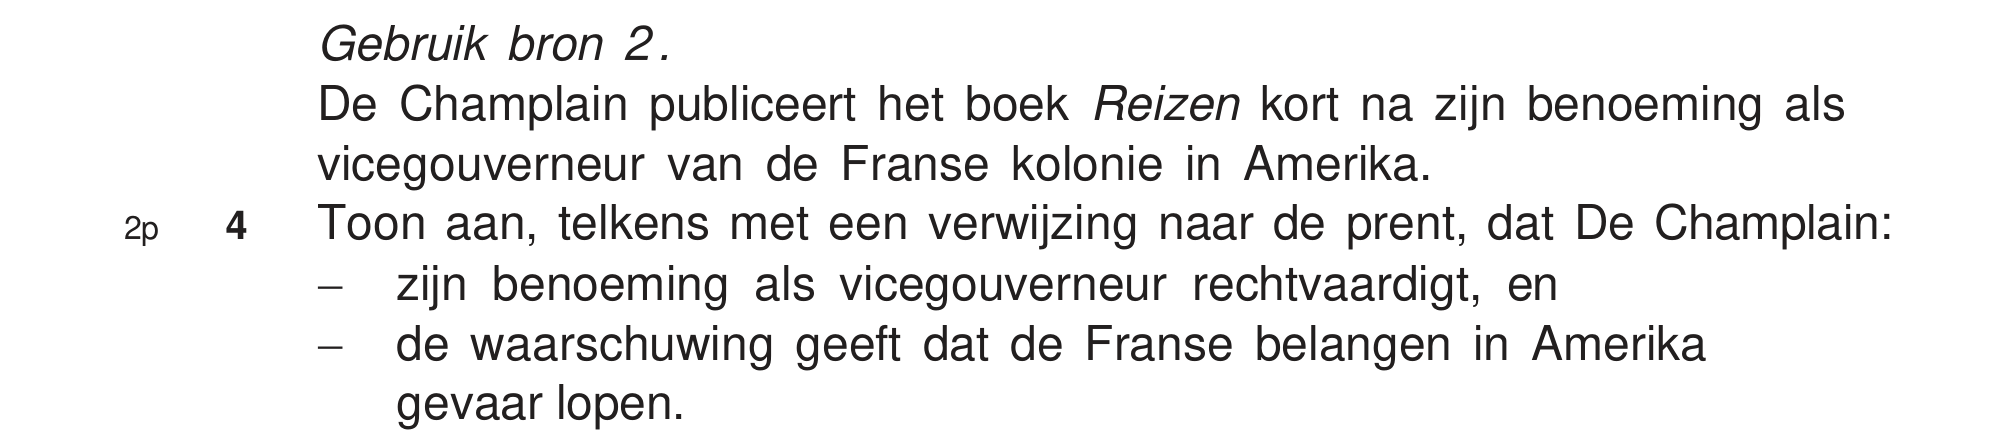 Gebruik bron 2.
De Champlain publiceert het boek Reizen kort na zijn benoeming als
vicegouverneur van de Franse kolonie in Amerika.
2p 4 Toon aan, telkens met een verwijzing naar de prent, dat De Champlain:
– zijn benoeming als vicegouverneur rechtvaardigt, en
– de waarschuwing geeft dat de Franse belangen in Amerika
gevaar lopen.